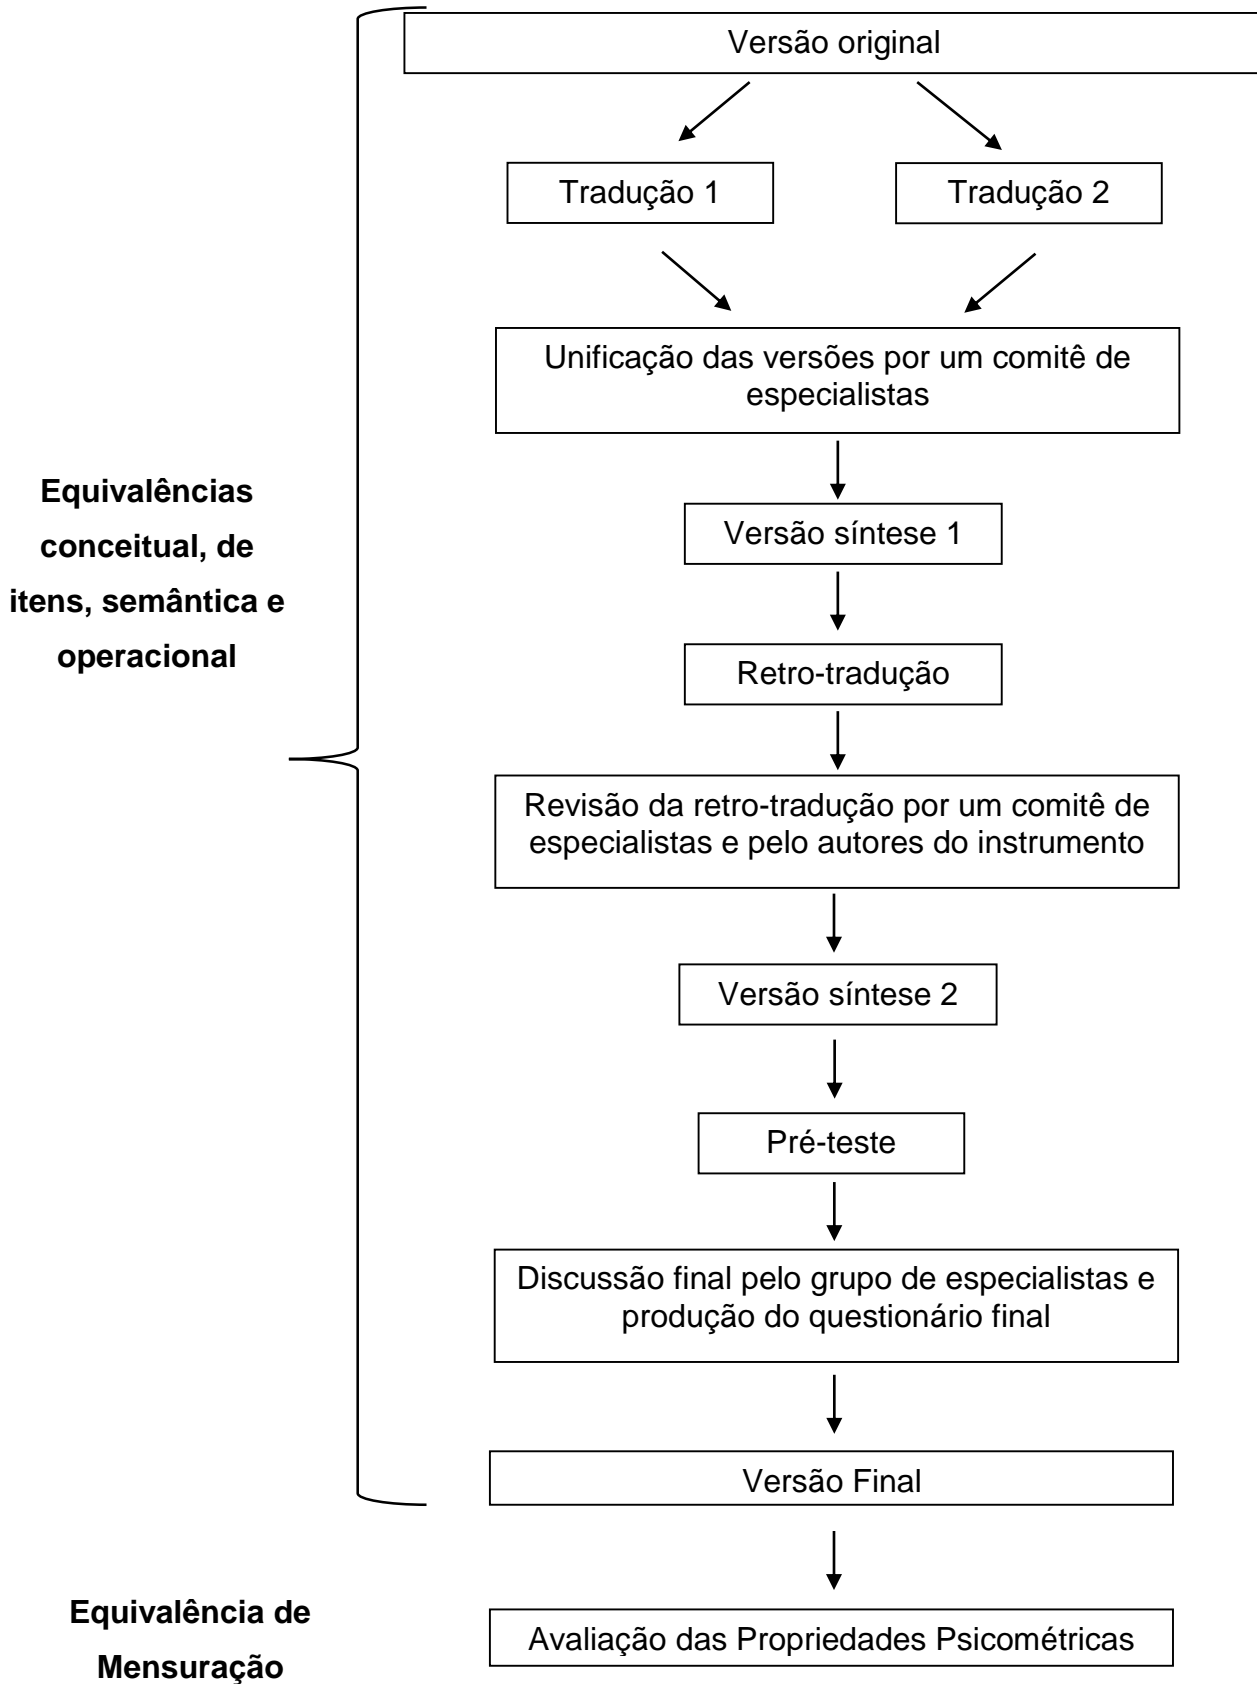 Versão original
Tradução 1
Tradução 2
Unificação das versões por um comitê de
especialistas
Versão síntese 1
Equivalências
conceitual, de
itens, semântica e
operacional
Retro-tradução
Revisão da retro-tradução por um comitê de
especialistas e pelo autores do instrumento
Versão síntese 2
Pré-teste
Discussão final pelo grupo de especialistas e
produção do questionário final
Versão Final
Equivalência de
Mensuração
Avaliação das Propriedades Psicométricas